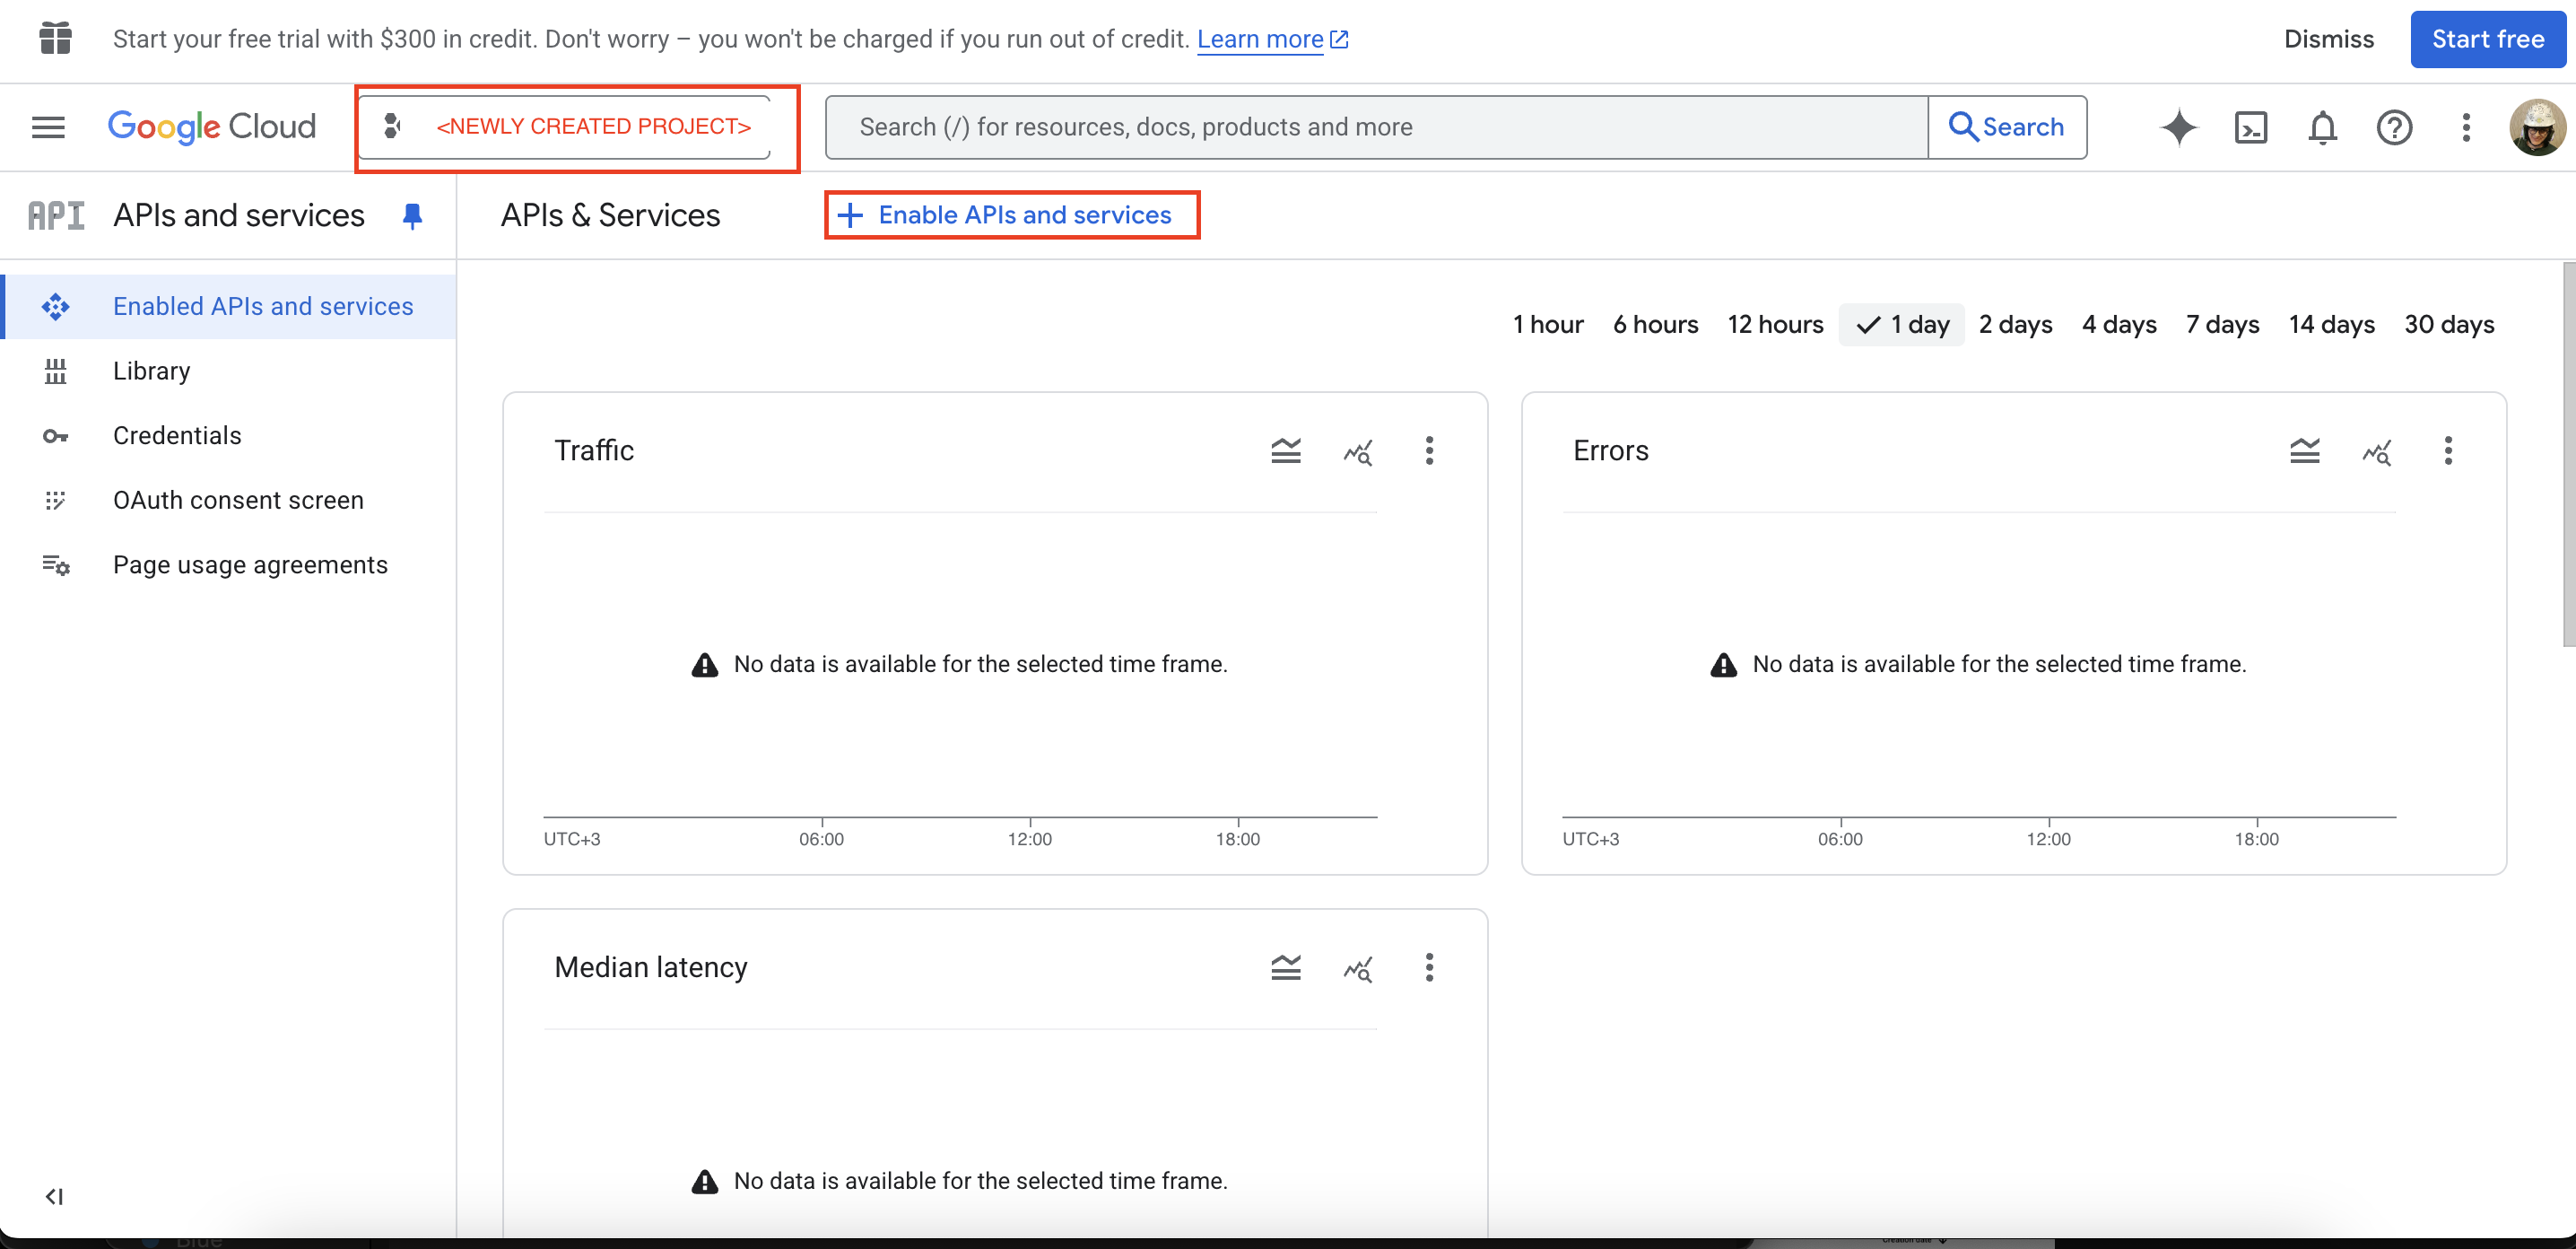 Start your free trial with $300 in credit. Don't worry – you won't be charged if you run out of credit. Learn more
Dismiss
Start free
Google Cloud
<NEWLY CREATED PROJECT>
Search (/) for resources, docs, products and more
Search
API
APIs and services
APIs & Services
Enable APIs and services
Enabled APIs and services
Library
Credentials
OAuth consent screen
Page usage agreements
1 hour 6 hours 12 hours 1 day 2 days 4 days 7 days 14 days 30 days
Traffic
No data is available for the selected time frame.
UTC+3 06:00 12:00 18:00
Errors
No data is available for the selected time frame.
UTC+3 06:00 12:00 18:00
Median latency
No data is available for the selected time frame.
Blue
Creation date